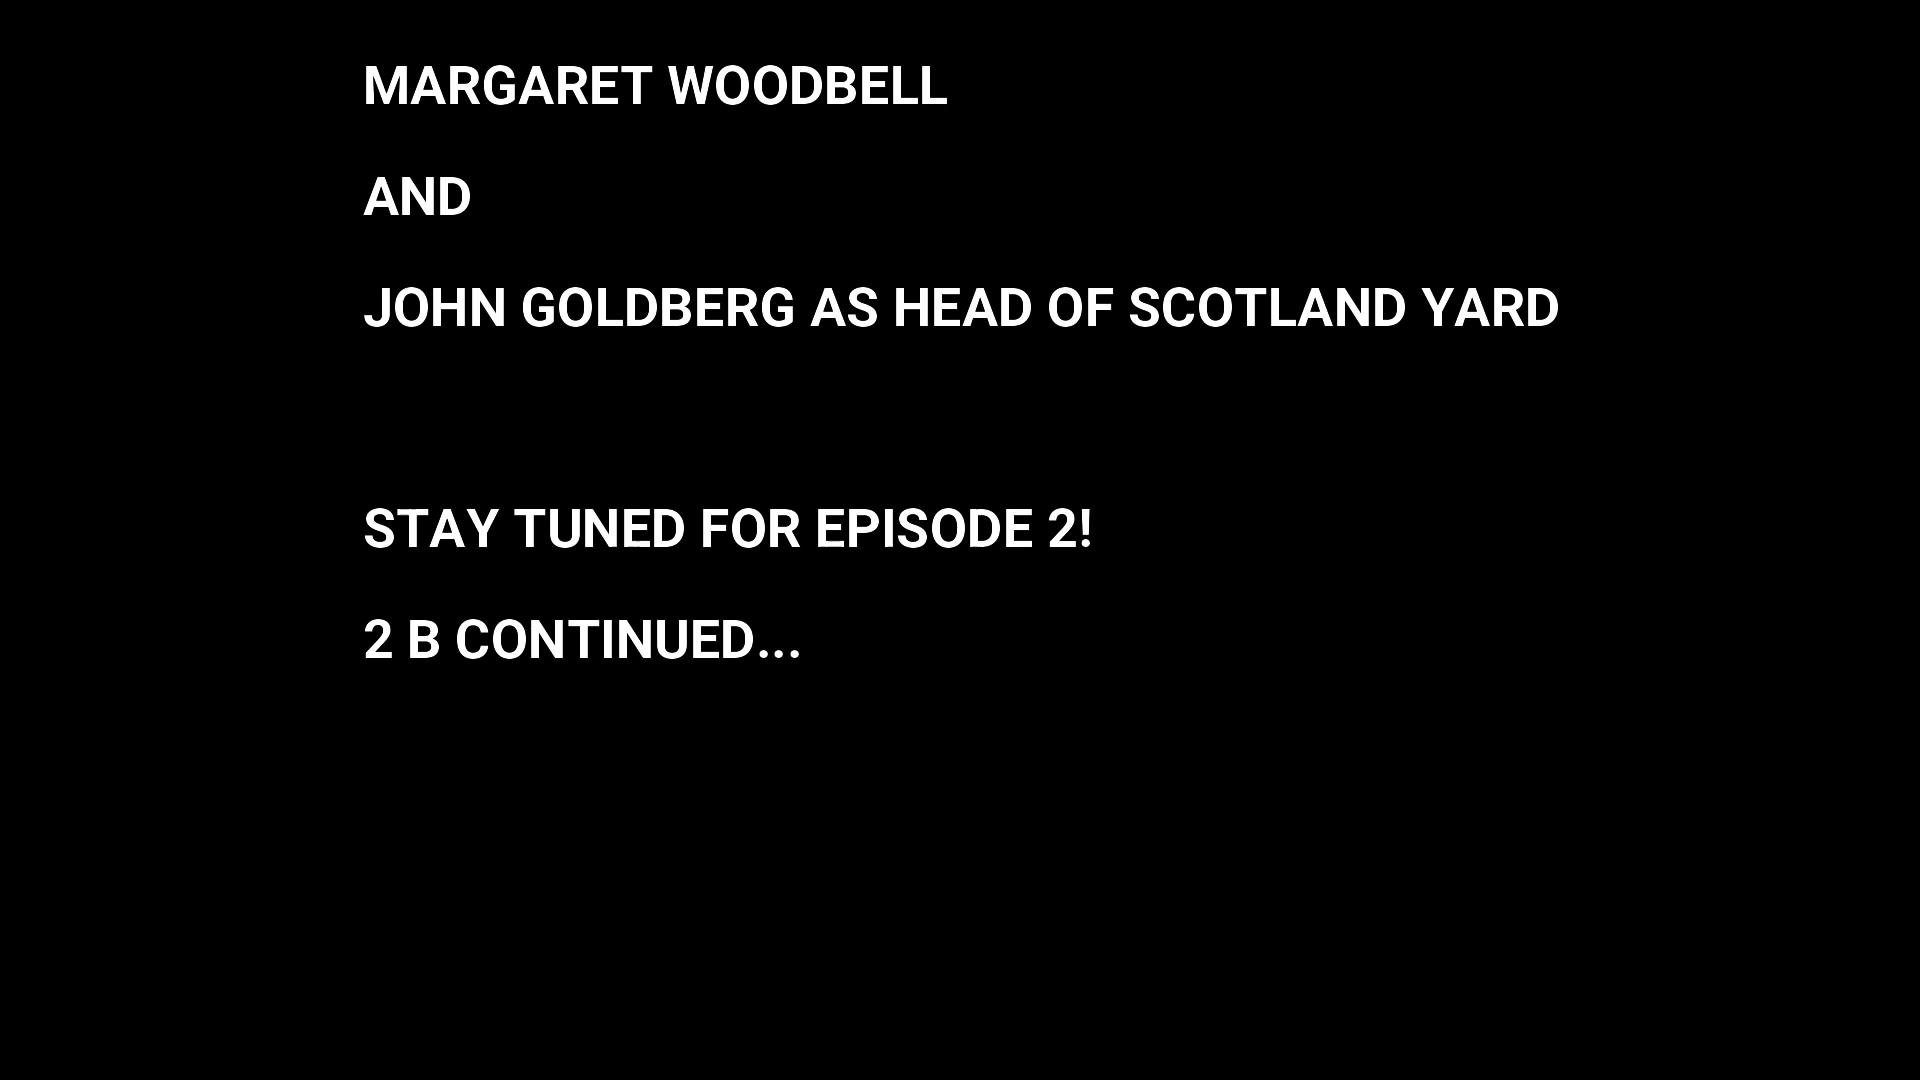 MARGARET WOODBELL
AND
JOHN GOLDBERG AS HEAD OF SCOTLAND YARD
STAY TUNED FOR EPISODE 2!
2 B CONTINUED...